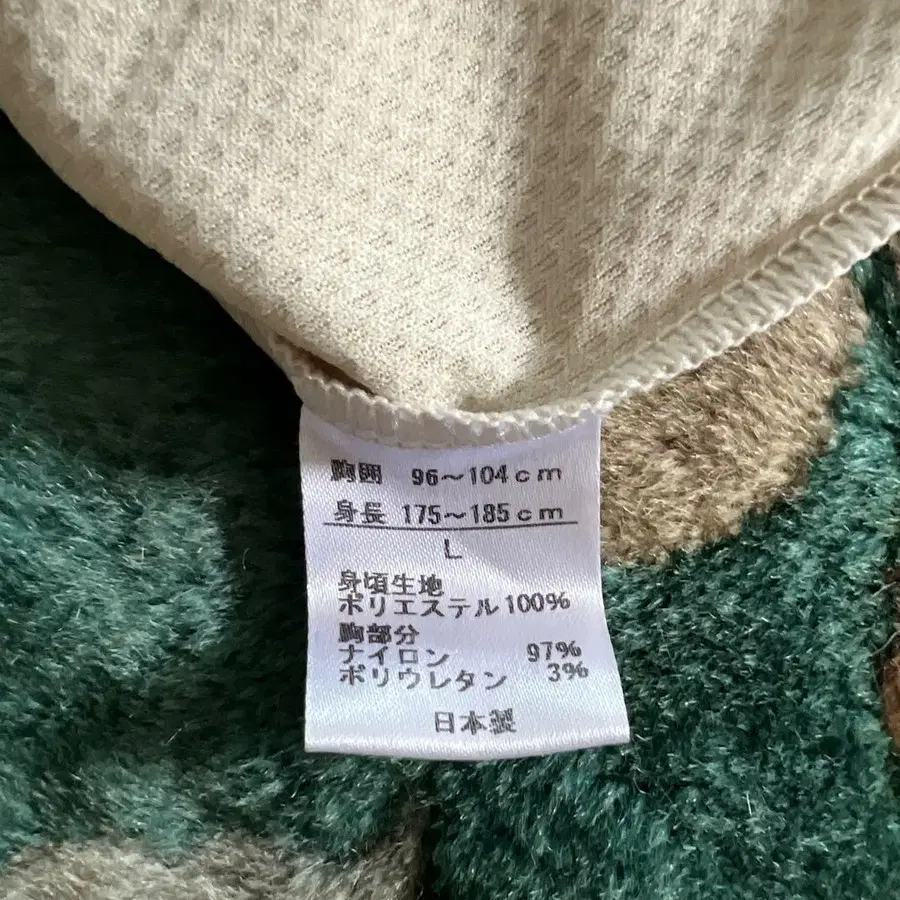 胸囲 96～104cm
身長 175～185cm
L
身頃生地
ポリエステル100%
胸部分
ナイロン 97%
ポリウレタン 3%
日本製